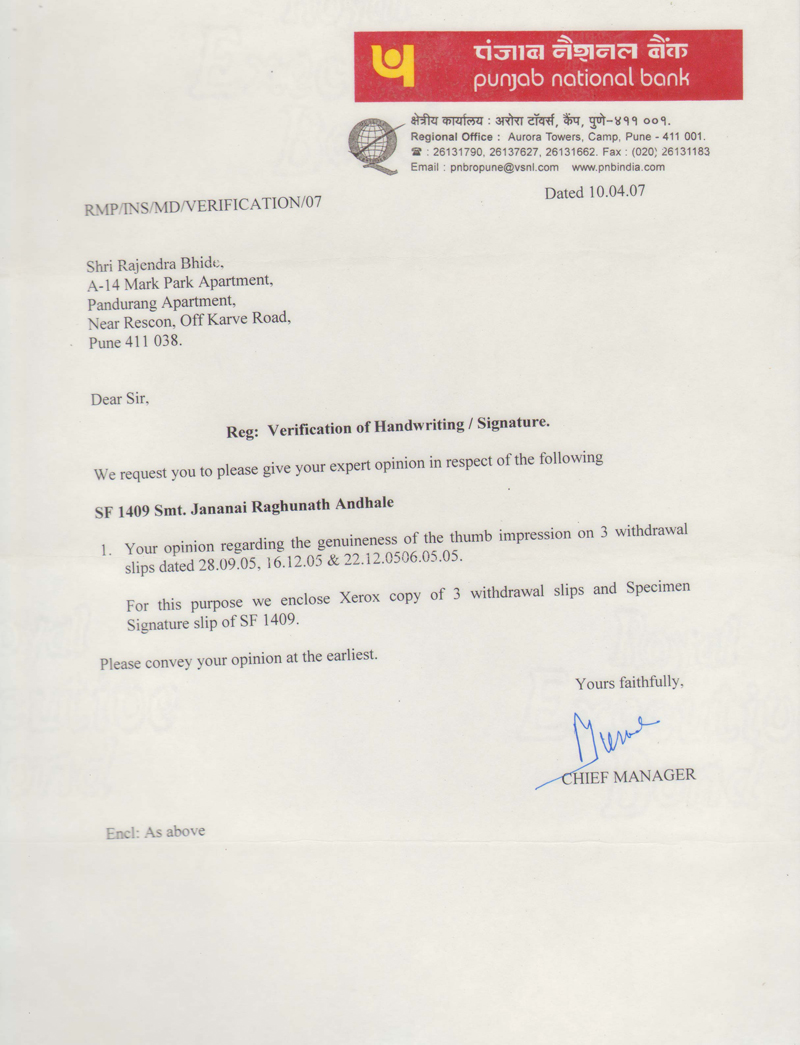 पंजाब नैशनल बैंक
punjab national bank
क्षेत्रीय कार्यालय : अरोरा टॉवर्स, कैंप, पुणे-४११ ००१.
Regional Office : Aurora Towers, Camp, Pune - 411 001.
☎ : 26131790, 26137627, 26131662. Fax : (020) 26131183
Email : pnbropune@vsnl.com www.pnbindia.com
RMP/INS/MD/VERIFICATION/07
Dated 10.04.07
Shri Rajendra Bhide,
A-14 Mark Park Apartment,
Pandurang Apartment,
Near Rescon, Off Karve Road,
Pune 411 038.
Dear Sir,
Reg: Verification of Handwriting / Signature.
We request you to please give your expert opinion in respect of the following
SF 1409 Smt. Jananai Raghunath Andhale
1. Your opinion regarding the genuineness of the thumb impression on 3 withdrawal
slips dated 28.09.05, 16.12.05 & 22.12.0506.05.05.
For this purpose we enclose Xerox copy of 3 withdrawal slips and Specimen
Signature slip of SF 1409.
Please convey your opinion at the earliest.
Yours faithfully,
CHIEF MANAGER
Encl: As above